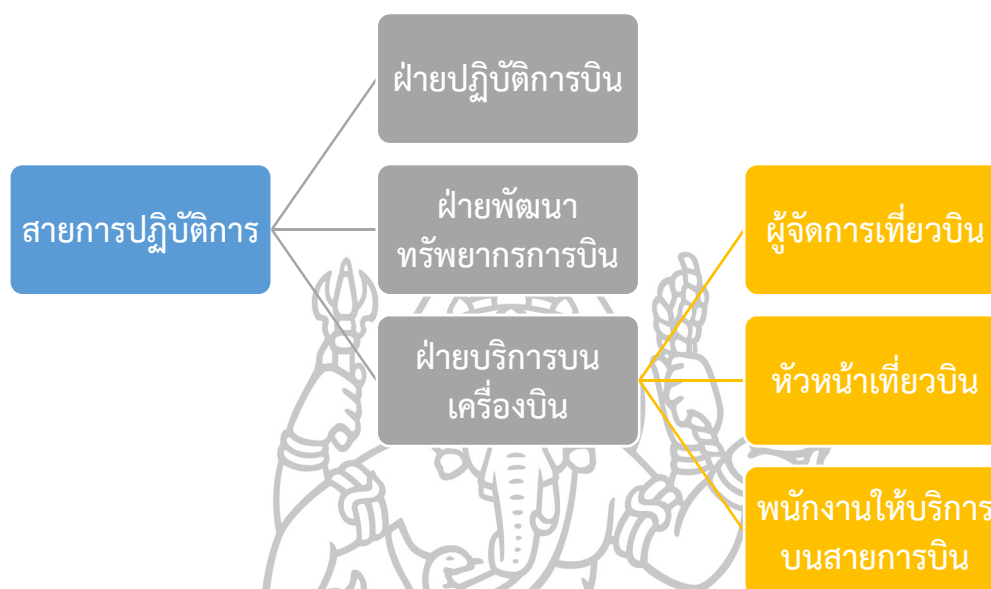 ฝ่ายปฏิบัติการบิน
สายการปฏิบัติการ
ฝ่ายพัฒนา
ทรัพยากรการบิน
ผู้จัดการเที่ยวบิน
ฝ่ายบริการบน
เครื่องบิน
หัวหน้าเที่ยวบิน
พนักงานให้บริการ
บนสายการบิน